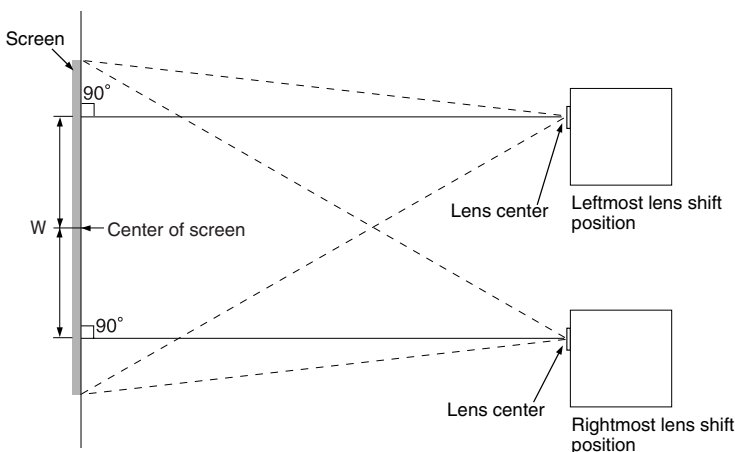 Screen
90°
W
Center of screen
90°
Lens center
Leftmost lens shift
position
Lens center
Rightmost lens shift
position